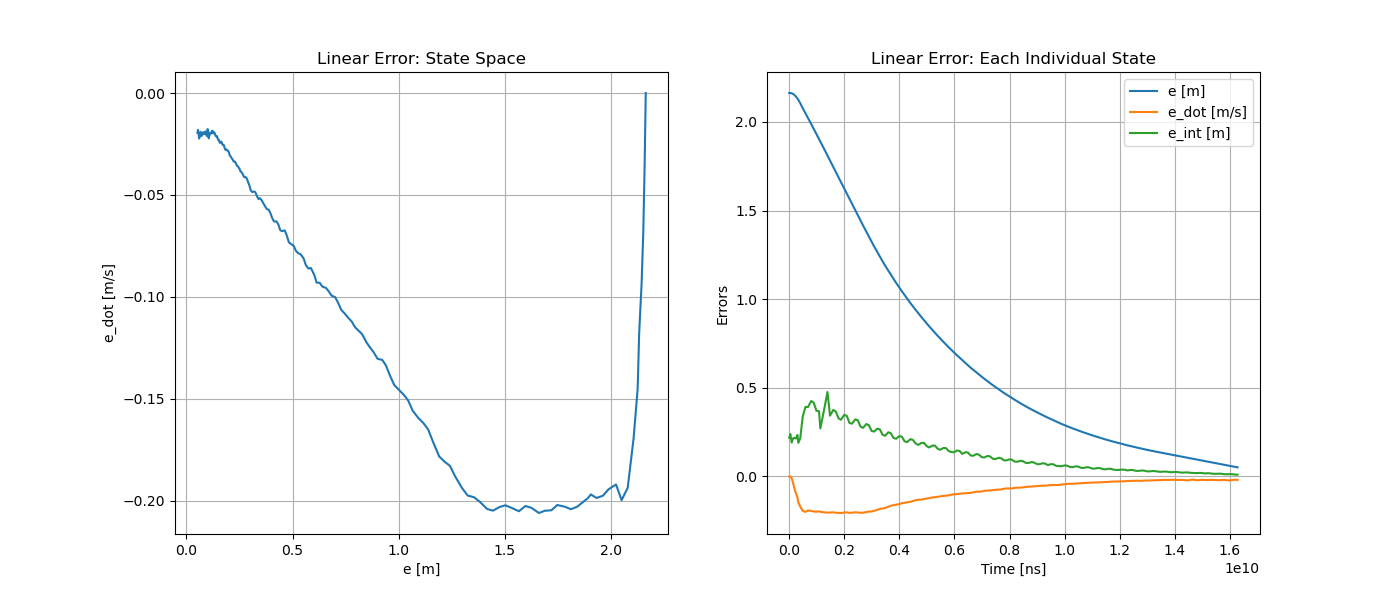 Linear Error: State Space
0.00
−0.05
−0.10
−0.15
−0.20
e_dot [m/s]
0.0 0.5 1.0 1.5 2.0
e [m]
Linear Error: Each Individual State
e [m]
e_dot [m/s]
e_int [m]
2.0
1.5
1.0
0.5
0.0
Errors
0.0 0.2 0.4 0.6 0.8 1.0 1.2 1.4 1.6
1e10
Time [ns]